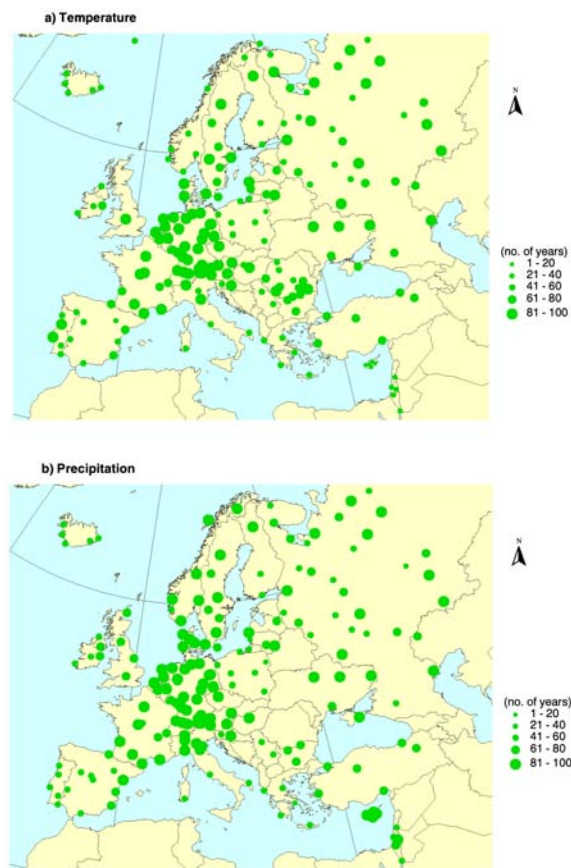 a) Temperature
N
(no. of years)
1 - 20
21 - 40
41 - 60
61 - 80
81 - 100
b) Precipitation
N
(no. of years)
1 - 20
21 - 40
41 - 60
61 - 80
81 - 100